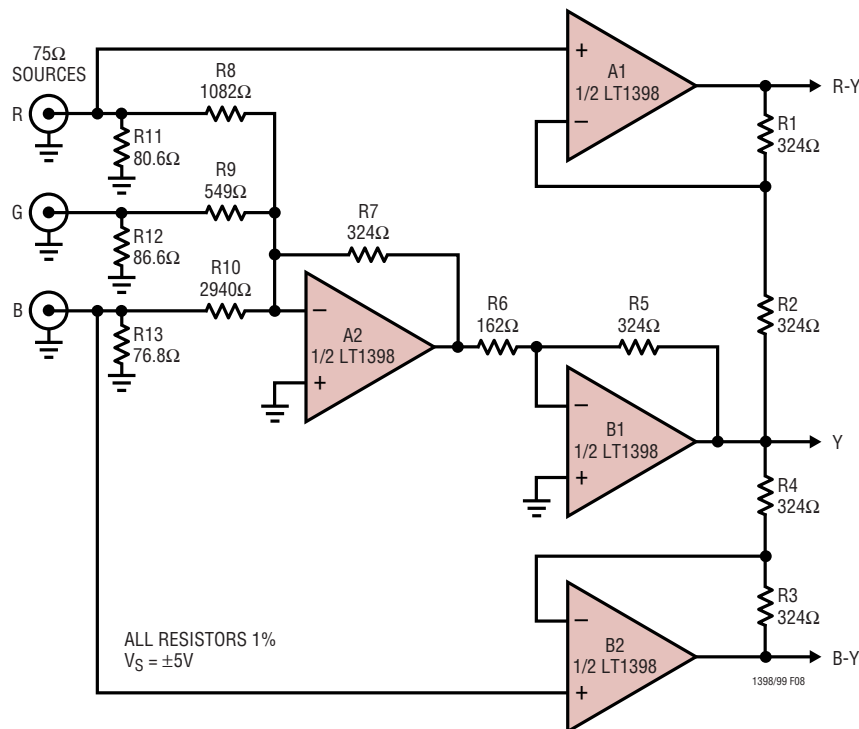 75Ω
SOURCES
R
R11
80.6Ω
R8
1082Ω
G
R12
86.6Ω
R9
549Ω
B
R13
76.8Ω
R10
2940Ω
R7
324Ω
−
A2
1/2 LT1398
+
R6
162Ω
R5
324Ω
−
B1
1/2 LT1398
+
+
A1
1/2 LT1398
−
R-Y
R1
324Ω
R2
324Ω
Y
R4
324Ω
R3
324Ω
−
B2
1/2 LT1398
+
B-Y
ALL RESISTORS 1%
VS = ±5V
1398/99 F08